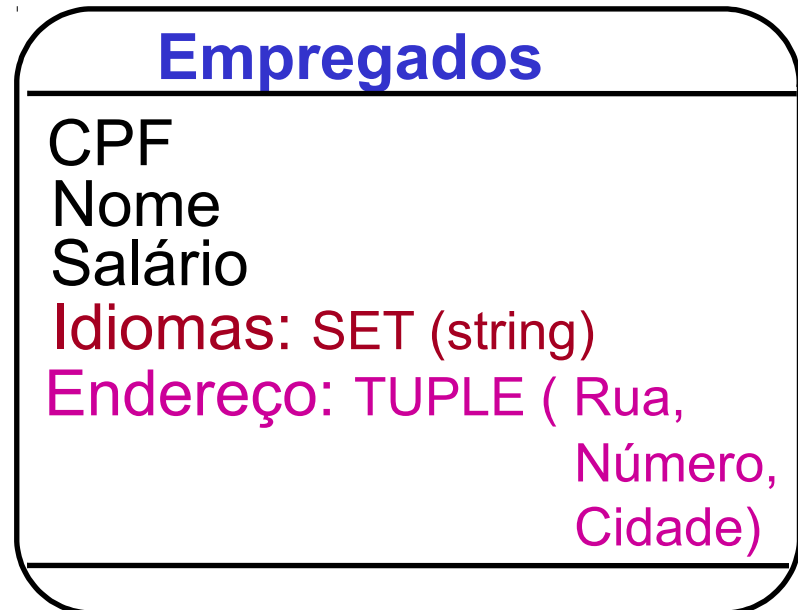 Empregados
CPF
Nome
Salário
Idiomas: SET (string)
Endereço: TUPLE ( Rua,
Número,
Cidade)